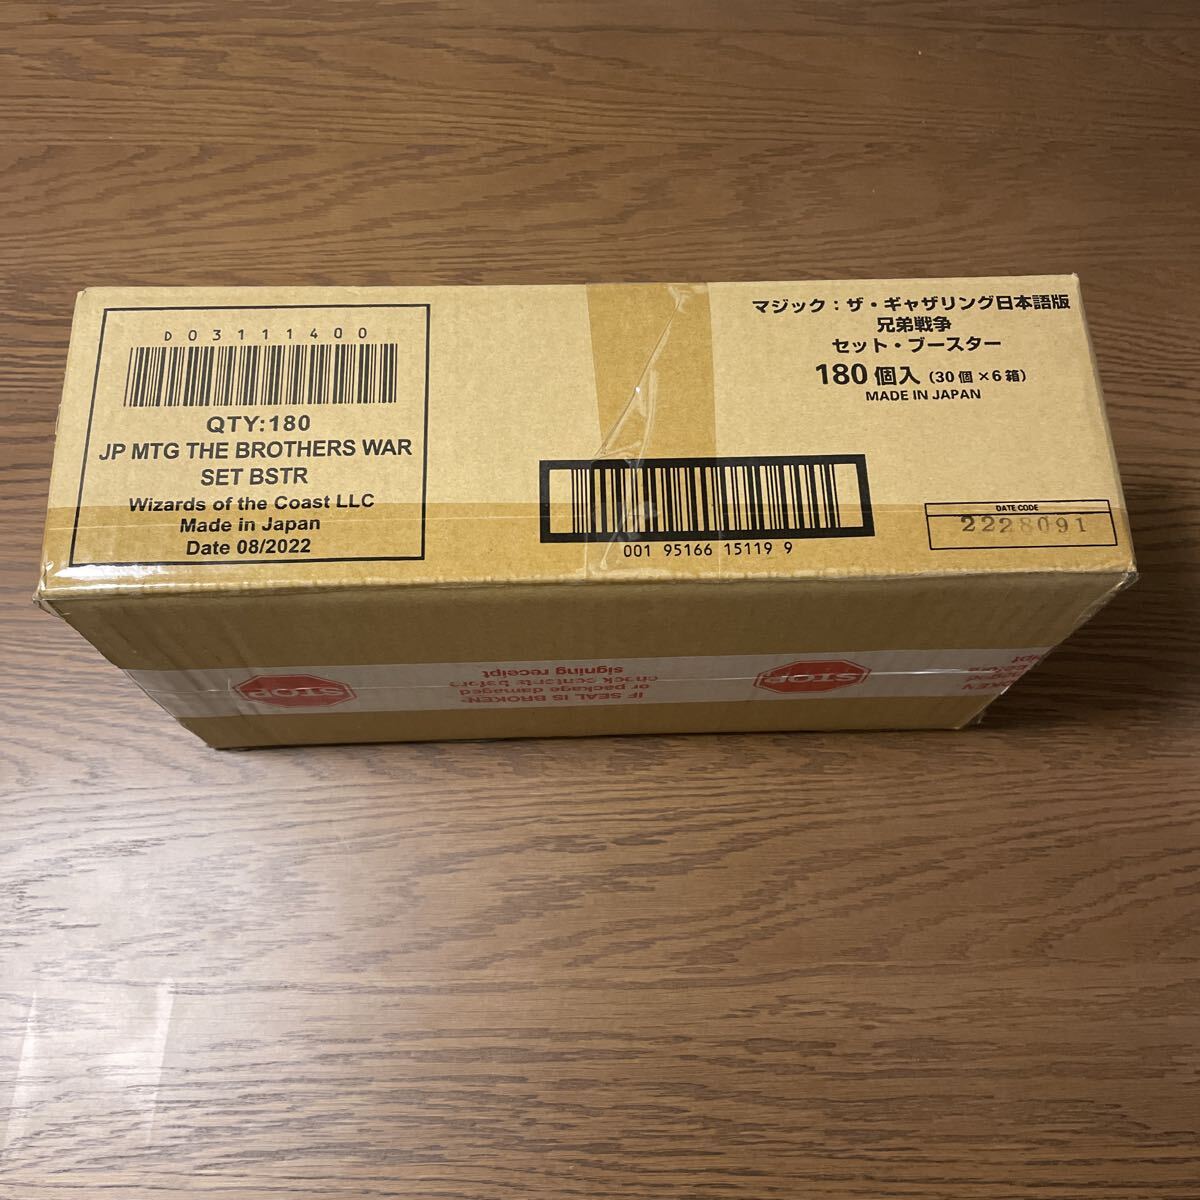 D03111400
QTY:180
JP MTG THE BROTHERS WAR
SET BSTR
Wizards of the Coast LLC
Made in Japan
Date 08/2022
マジック：ザ・ギャザリング日本語版
兄弟戦争
セット・ブースター
180 個入（30個×6箱）
MADE IN JAPAN
001 95166 15119 9
DATE CODE
2228091
STOP
IF SEAL IS BROKEN
or package damaged
check contents before
signing receipt
STOP